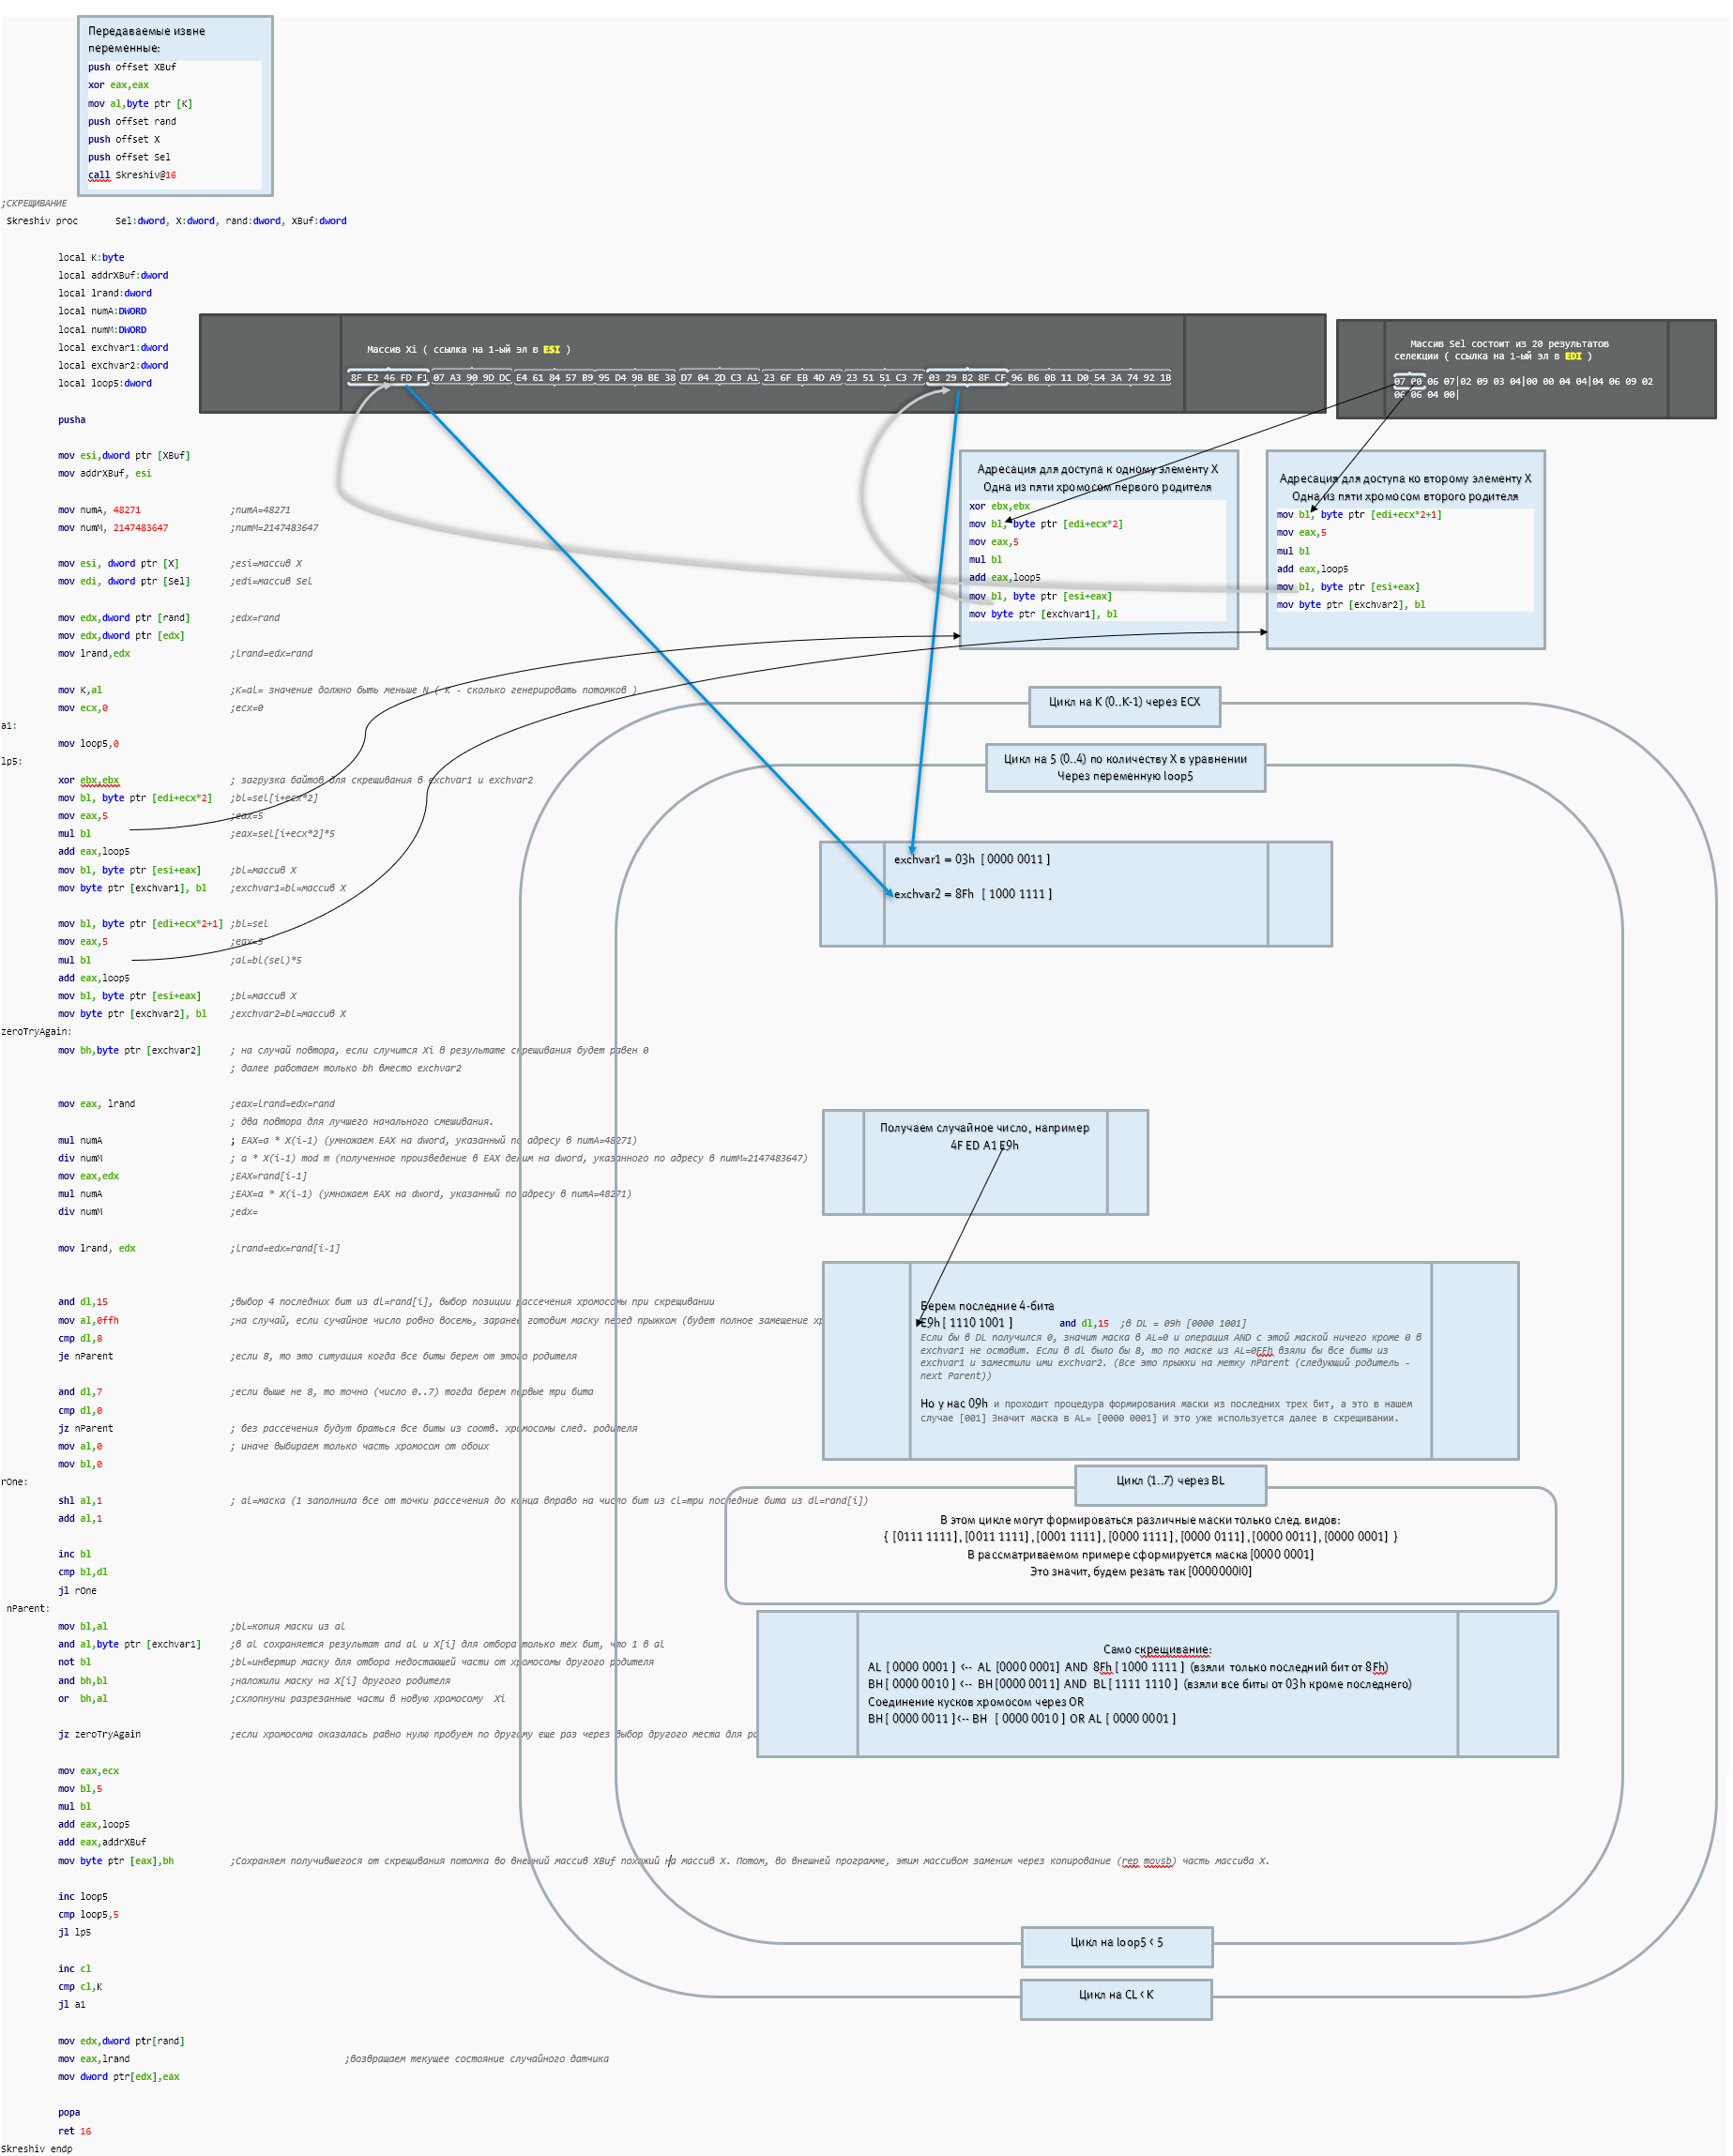 Передаваемые извне
переменные:
push offset XBuf
xor eax,eax
mov al,byte ptr [K]
push offset rand
push offset X
push offset Sel
call Skreshiv@16
;СКРЕЩИВАНИЕ
Skreshiv proc Sel:dword, X:dword, rand:dword, XBuf:dword
local K:byte
local addrXBuf:dword
local lrand:dword
local numA:DWORD
local numM:DWORD
local exchvar1:dword
local exchvar2:dword
local loop5:dword
Массив Xi ( ссылка на 1-ый эл в ESI )
8F E2 46 FD F1 07 A3 90 9D DC E4 61 84 57 B9 95 D4 9B BE 38 D7 04 2D C3 A1 23 6F EB 4D A9 23 51 51 C3 7F 03 29 B2 8F CF 96 B6 0B 11 D0 54 3A 74 92 1B
Массив Sel состоит из 20 результатов
селекции ( ссылка на 1-ый эл в EDI )
07 P0 06 07|02 09 03 04|00 00 04 04|04 06 09 02
06 06 04 00|
pusha
mov esi,dword ptr [XBuf]
mov addrXBuf, esi
mov numA, 48271 ;numA=48271
mov numM, 2147483647 ;numM=2147483647
mov esi, dword ptr [X] ;esi=массив X
mov edi, dword ptr [Sel] ;edi=массив Sel
mov edx,dword ptr [rand] ;edx=rand
mov edx,dword ptr [edx]
mov lrand,edx ;lrand=edx=rand
Адресация для доступа к одному элементу X
Одна из пяти хромосом первого родителя
xor ebx,ebx
mov bl, byte ptr [edi+ecx*2]
mov eax,5
mul bl
add eax,loop5
mov bl, byte ptr [esi+eax]
mov byte ptr [exchvar1], bl
Адресация для доступа ко второму элементу X
Одна из пяти хромосом второго родителя
mov bl, byte ptr [edi+ecx*2+1]
mov eax,5
mul bl
add eax,loop5
mov bl, byte ptr [esi+eax]
mov byte ptr [exchvar2], bl
mov K,al ;K=al= значение должно быть меньше N ( K - сколько генерировать потомков )
mov ecx,0 ;ecx=0
Цикл на K (0..K-1) через ECX
a1:
mov loop5,0
Цикл на 5 (0..4) по количеству X в уравнении
Через переменную loop5
lp5:
xor ebx,ebx ; загрузка байтов для скрещивания в exchvar1 и exchvar2
mov bl, byte ptr [edi+ecx*2] ;bl=sel[i+ecx*2]
mov eax,5 ;eax=5
mul bl ;eax=sel[i+ecx*2]*5
add eax,loop5
mov bl, byte ptr [esi+eax] ;bl=массив X
mov byte ptr [exchvar1], bl ;exchvar1=bl=массив X
exchvar1 = 03h [ 0000 0011 ]
exchvar2 = 8Fh [ 1000 1111 ]
mov bl, byte ptr [edi+ecx*2+1] ;bl=sel
mov eax,5 ;eax=5
mul bl ;al=bl(sel)*5
add eax,loop5
mov bl, byte ptr [esi+eax] ;bl=массив X
mov byte ptr [exchvar2], bl ;exchvar2=bl=массив X
zeroTryAgain:
mov bh,byte ptr [exchvar2] ; на случай повтора, если случится Xi в результате скрещивания будет равен 0
; далее работаем только bh вместо exchvar2
mov eax, lrand ;eax=lrand=edx=rand
; два повтора для лучшего начального смешивания.
mul numA ; EAX=a * X(i-1) (умножаем EAX на dword, указанный по адресу в numA=48271)
div numM ; a * X(i-1) mod m (полученное произведение в EAX делим на dword, указанного по адресу в numM=2147483647)
mov eax,edx ;EAX=rand[i-1]
mul numA ;EAX=a * X(i-1) (умножаем EAX на dword, указанный по адресу в numA=48271)
div numM ;edx=
mov lrand, edx ;lrand=edx=rand[i-1]
Получаем случайное число, например
4F ED A1 E9h
and dl,15 ;выбор 4 последних бит из dl=rand[i], выбор позиции рассечения хромосомы при скрещивании
mov al,0ffh ;на случай, если сучайное число ровно восемь, заранее готовим маску перед прыжком (будет полное замещение хр
cmp dl,8
je nParent ;если 8, то это ситуация когда все биты берем от этого родителя
and dl,7 ;если выше не 8, то точно (число 0..7) тогда берем первые три бита
cmp dl,0
jz nParent ; без рассечения будут браться все биты из соотв. хромосомы след. родителя
mov al,0 ; иначе выбираем только часть хромосом от обоих
mov bl,0
Берем последние 4-бита
E9h [ 1110 1001 ] and dl,15 ;в DL = 09h [0000 1001]
Если бы в DL получился 0, значит маска в AL=0 и операция AND с этой маской ничего кроме 0 в
exchvar1 не оставит. Если в dl было бы 8, то по маске из AL=0FFh взяли бы все биты из
exchvar1 и заместили ими exchvar2. (Все это прыжки на метку nParent (следующий родитель -
next Parent))
Но у нас 09h и проходит процедура формирования маски из последних трех бит, а это в нашем
случае [001] Значит маска в AL= [0000 0001] И это уже используется далее в скрещивании.
rOne:
shl al,1 ; al=маска (1 заполнила все от точки рассечения до конца вправо на число бит из cl=три последние бита из dl=rand[i])
add al,1
inc bl
cmp bl,dl
jl rOne
Цикл (1..7) через BL
В этом цикле могут формироваться различные маски только след. видов:
{ [0111 1111], [0011 1111], [0001 1111], [0000 1111], [0000 0111], [0000 0011], [0000 0001] }
В рассматриваемом примере сформируется маска [0000 0001]
Это значит, будем резать так [0000000|0]
nParent:
mov bl,al ;bl=копия маски из al
and al,byte ptr [exchvar1] ;в al сохраняется результат and al и X[i] для отбора только тех бит, что 1 в al
not bl ;bl=инвертир маску для отбора недостающей части от хромосомы другого родителя
and bh,bl ;наложили маску на X[i] другого родителя
or bh,al ;схлопнуни разрезанные части в новую хромосому Xi
jz zeroTryAgain ;если хромосома оказалась равно нулю пробуем по другому еще раз через выбор другого места для ра
Само скрещивание:
AL [ 0000 0001 ] <-- AL [0000 0001] AND 8Fh [ 1000 1111 ] (взяли только последний бит от 8Fh)
BH [ 0000 0010 ] <-- BH [0000 0011] AND BL [ 1111 1110 ] (взяли все биты от 03h кроме последнего)
Соединение кусков хромосом через OR
BH [ 0000 0011 ] <-- BH [ 0000 0010 ] OR AL [ 0000 0001 ]
mov eax,ecx
mov bl,5
mul bl
add eax,loop5
add eax,addrXBuf
mov byte ptr [eax],bh ;Сохраняем получившегося от скрещивания потомка во внешний массив XBuf похожий на массив X. Потом, во внешней программе, этим массивом заменим через копирование (rep movsb) часть массива X.
inc loop5
cmp loop5,5
jl lp5
Цикл на loop5 < 5
inc cl
cmp cl,K
jl a1
Цикл на CL < K
mov edx,dword ptr[rand]
mov eax,lrand ;возвращаем текущее состояние случайного датчика
mov dword ptr[edx],eax
popa
ret 16
Skreshiv endp